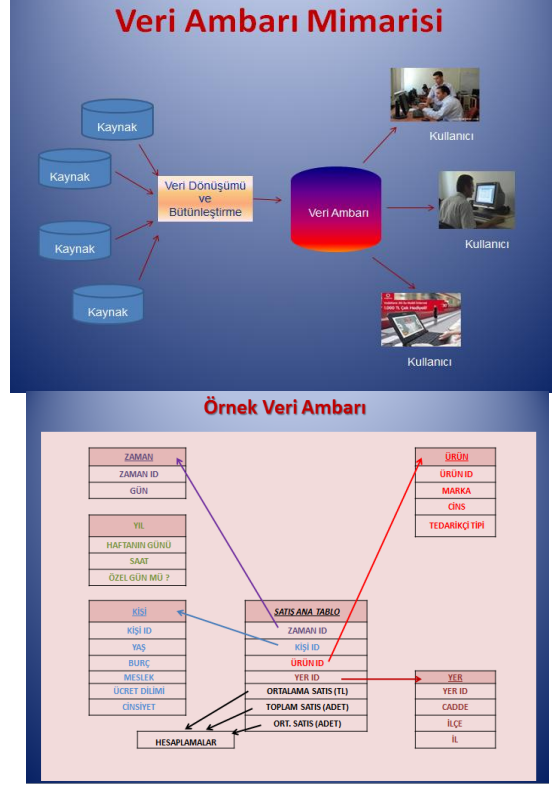 Veri Ambarı Mimarisi
Kaynak
Kullanıcı
Kaynak
Veri Dönüşümü
ve
Bütünleştirme
Veri Ambarı
Kaynak
Kullanıcı
Kaynak
Kullanıcı
Örnek Veri Ambarı
ZAMAN
ZAMAN ID
GÜN
YIL
HAFTANIN GÜNÜ
SAAT
ÖZEL GÜN MÜ ?
KİŞİ
KİŞİ ID
YAŞ
BURÇ
MESLEK
ÜCRET DİLİMİ
CİNSİYET
SATIŞ ANA TABLO
ZAMAN ID
KİŞİ ID
ÜRÜN ID
YER ID
ORTALAMA SATIS (TL)
TOPLAM SATIS (ADET)
ORT. SATIS (ADET)
HESAPLAMALAR
ÜRÜN
ÜRÜN ID
MARKA
CİNS
TEDARİKÇİ TİPİ
YER
YER ID
CADDE
İLÇE
İL